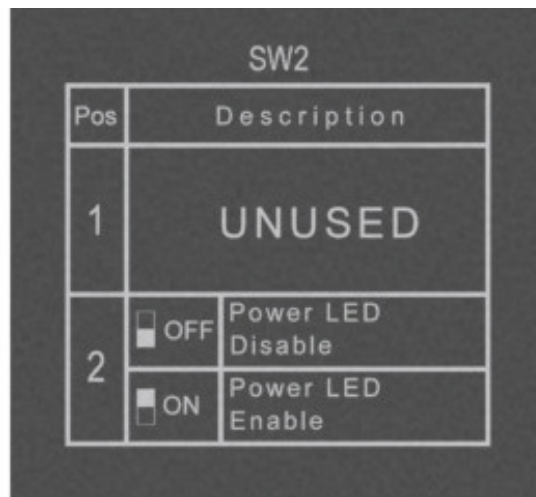 SW2
Pos Description
1 UNUSED
2 OFF Power LED
Disable
ON Power LED
Enable